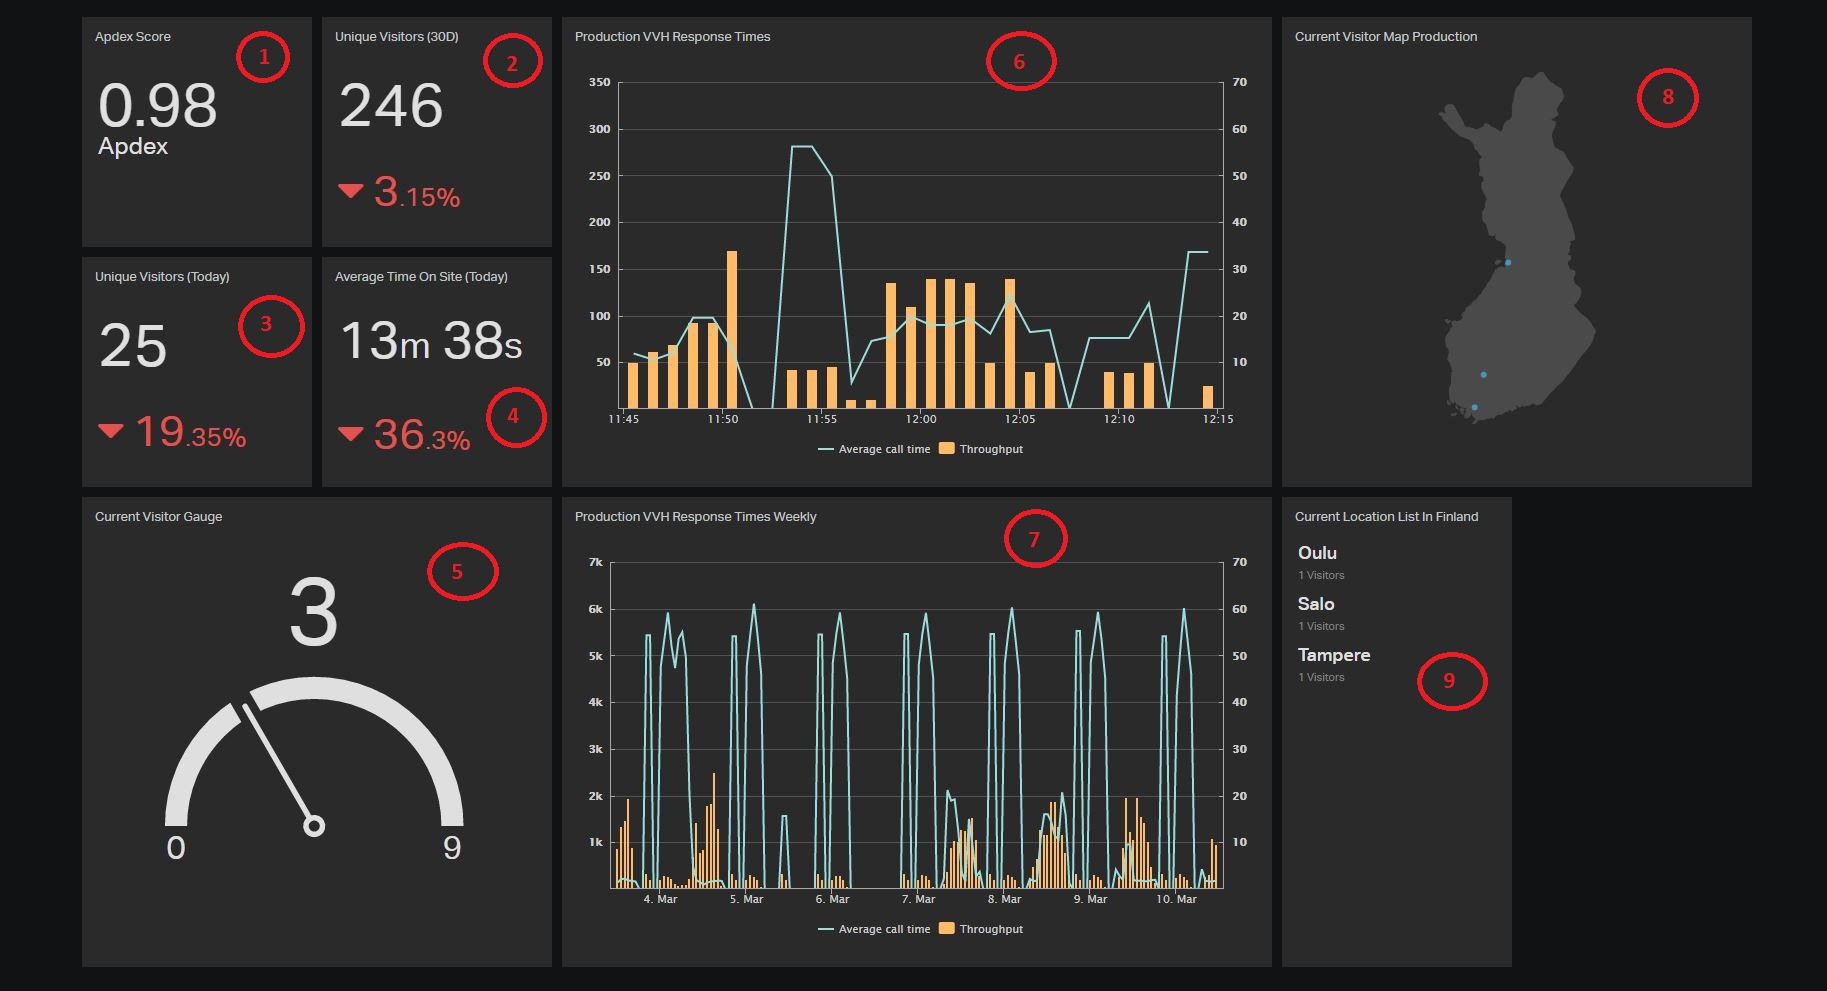 Apdex Score
1
0.98
Apdex
Unique Visitors (30D)
2
246
3.15%
Unique Visitors (Today)
3
25
19.35%
Average Time On Site (Today)
13m 38s
4
36.3%
Production VVH Response Times
6
350
300
250
200
150
100
50
70
60
50
40
30
20
10
11:45 11:50 11:55 12:00 12:05 12:10 12:15
Average call time Throughput
Current Visitor Map Production
8
Current Visitor Gauge
5
3
0 9
Production VVH Response Times Weekly
7
7k
6k
5k
4k
3k
2k
1k
70
60
50
40
30
20
10
4. Mar 5. Mar 6. Mar 7. Mar 8. Mar 9. Mar 10. Mar
Average call time Throughput
Current Location List In Finland
Oulu
1 Visitors
Salo
1 Visitors
Tampere
1 Visitors
9